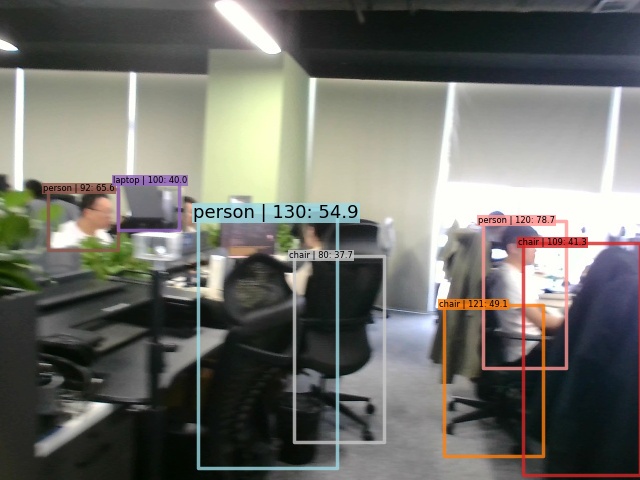 laptop | 100: 40.0
person | 92: 65.6
person | 130: 54.9
person | 120: 78.7
chair | 109: 41.3
chair | 80: 37.7
chair | 121: 49.1